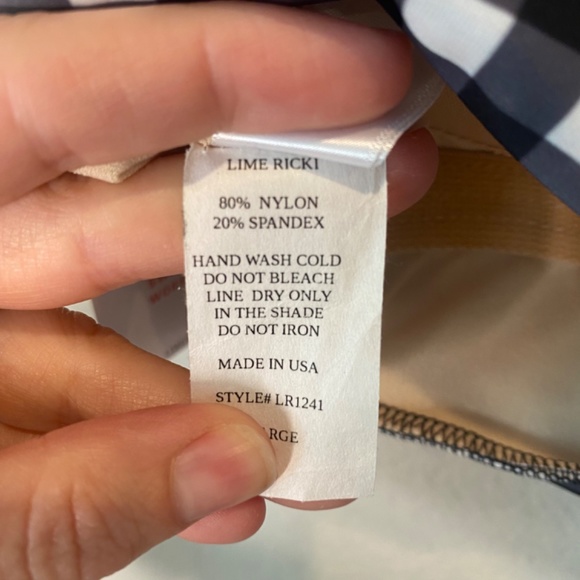 LIME RICKI
80% NYLON
20% SPANDEX
HAND WASH COLD
DO NOT BLEACH
LINE DRY ONLY
IN THE SHADE
DO NOT IRON
MADE IN USA
STYLE# LR1241